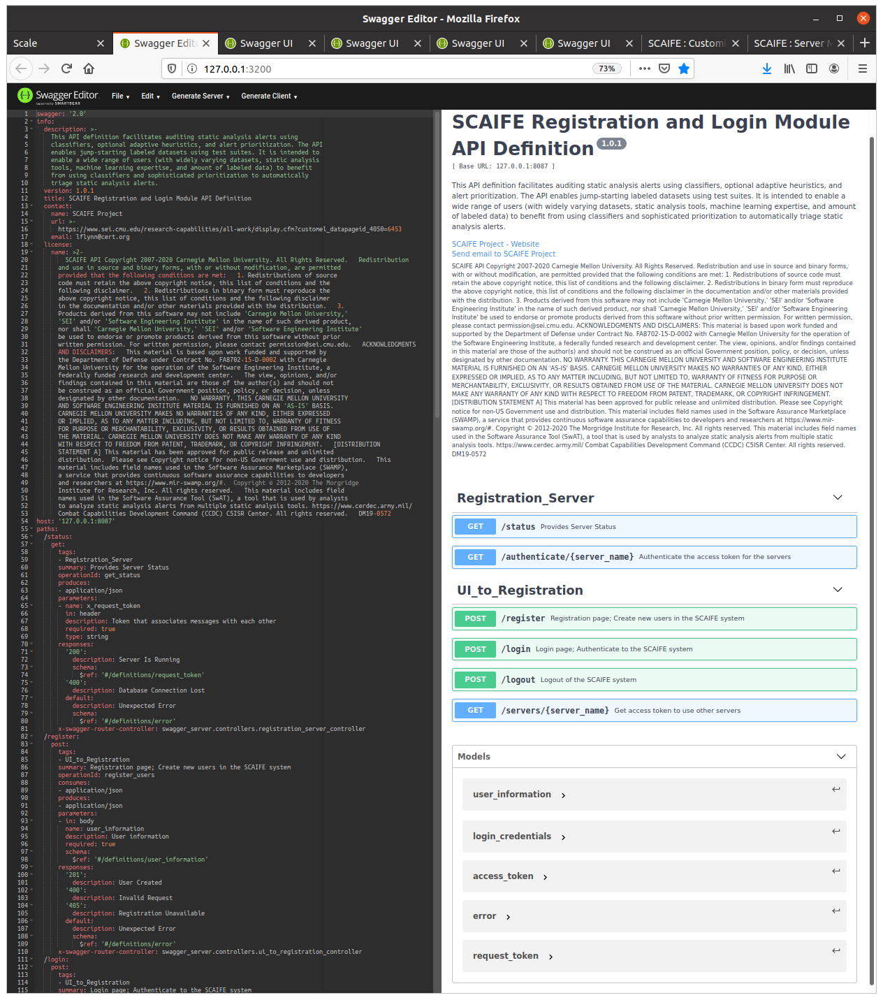 Swagger Editor - Mozilla Firefox
Scale
Swagger Edit
Swagger UI
Swagger UI
Swagger UI
Swagger UI
SCAIFE : Customi
SCAIFE : Server M
127.0.0.1:3200
73%
Swagger Editor.
Supported by SMARTBEAR
File
Edit
Generate Server
Generate Client
1 swagger: '2.0'
2 info:
3 description: >-
4 This API definition facilitates auditing static analysis alerts using
5 classifiers, optional adaptive heuristics, and alert prioritization. The API
6 enables jump-starting labeled datasets using test suites. It is intended to
7 enable a wide range of users (with widely varying datasets, static analysis
8 tools, machine learning expertise, and amount of labeled data) to benefit
9 from using classifiers and sophisticated prioritization to automatically
10 triage static analysis alerts.
11 version: 1.0.1
12 title: SCAIFE Registration and Login Module API Definition
13 contact:
14 name: SCAIFE Project
15 url: >-
16 https://www.sei.cmu.edu/research-capabilities/all-work/display.cfm?customel_datapageid_4050=6453
17 email: lflynn@cert.org
18 license:
19 name: >2-
20 SCAIFE API Copyright 2007-2020 Carnegie Mellon University. All Rights Reserved. Redistribution
21 and use in source and binary forms, with or without modification, are permitted
22 provided that the following conditions are met: 1. Redistributions of source
23 code must retain the above copyright notice, this list of conditions and the
24 following disclaimer. 2. Redistributions in binary form must reproduce the
25 above copyright notice, this list of conditions and the following disclaimer
26 in the documentation and/or other materials provided with the distribution. 3.
27 Products derived from this software may not include 'Carnegie Mellon University,'
28 'SEI' and/or 'Software Engineering Institute' in the name of such derived product,
29 nor shall 'Carnegie Mellon University,' 'SEI' and/or 'Software Engineering Institute'
30 be used to endorse or promote products derived from this software without prior
31 written permission. For written permission, please contact permission@sei.cmu.edu. ACKNOWLEDGMENTS
32 AND DISCLAIMERS: This material is based upon work funded and supported by
33 the Department of Defense under Contract No. FA8702-15-D-0002 with Carnegie
34 Mellon University for the operation of the Software Engineering Institute, a
35 federally funded research and development center. The view, opinions, and/or
36 findings contained in this material are those of the author(s) and should not
37 be construed as an official Government position, policy, or decision, unless
38 designated by other documentation. NO WARRANTY. THIS CARNEGIE MELLON UNIVERSITY
39 AND SOFTWARE ENGINEERING INSTITUTE MATERIAL IS FURNISHED ON AN 'AS-IS' BASIS.
40 CARNEGIE MELLON UNIVERSITY MAKES NO WARRANTIES OF ANY KIND, EITHER EXPRESSED
41 OR IMPLIED, AS TO ANY MATTER INCLUDING, BUT NOT LIMITED TO, WARRANTY OF FITNESS
42 FOR PURPOSE OR MERCHANTABILITY, EXCLUSIVITY, OR RESULTS OBTAINED FROM USE OF
43 THE MATERIAL. CARNEGIE MELLON UNIVERSITY DOES NOT MAKE ANY WARRANTY OF ANY KIND
44 WITH RESPECT TO FREEDOM FROM PATENT, TRADEMARK, OR COPYRIGHT INFRINGEMENT. [DISTRIBUTION
45 STATEMENT A] This material has been approved for public release and unlimited
46 distribution. Please see Copyright notice for non-US Government use and distribution. This
47 material includes field names used in the Software Assurance Marketplace (SWAMP),
48 a service that provides continuous software assurance capabilities to developers
49 and researchers at https://www.mir-swamp.org/#. Copyright © 2012-2020 The Morgridge
50 Institute for Research, Inc. All rights reserved. This material includes field
51 names used in the Software Assurance Tool (SwAT), a tool that is used by analysts
52 to analyze static analysis alerts from multiple static analysis tools. https://www.cerdec.army.mil/
53 Combat Capabilities Development Command (CCDC) C5ISR Center. All rights reserved. DM19-0572
54 host: '127.0.0.1:8087'
55 paths:
56 /status:
57 get:
58 tags:
59 - Registration_Server
60 summary: Provides Server Status
61 operationId: get_status
62 produces:
63 - application/json
64 parameters:
65 - name: x_request_token
66 in: header
67 description: Token that associates messages with each other
68 required: true
69 type: string
70 responses:
71 '200':
72 description: Server Is Running
73 schema:
74 $ref: '#/definitions/request_token'
75 '400':
76 description: Database Connection Lost
77 default:
78 description: Unexpected Error
79 schema:
80 $ref: '#/definitions/error'
81 x-swagger-router-controller: swagger_server.controllers.registration_server_controller
82 /register:
83 post:
84 tags:
85 - UI_to_Registration
86 summary: Registration page; Create new users in the SCAIFE system
87 operationId: register_users
88 consumes:
89 - application/json
90 produces:
91 - application/json
92 parameters:
93 - in: body
94 name: user_information
95 description: User information
96 required: true
97 schema:
98 $ref: '#/definitions/user_information'
99 responses:
100 '201':
101 description: User Created
102 '400':
103 description: Invalid Request
104 '405':
105 description: Registration Unavailable
106 default:
107 description: Unexpected Error
108 schema:
109 $ref: '#/definitions/error'
110 x-swagger-router-controller: swagger_server.controllers.ui_to_registration_controller
111 /login:
112 post:
113 tags:
114 - UI_to_Registration
115 summary: Login page; Authenticate to the SCAIFE system
SCAIFE Registration and Login Module
API Definition 1.0.1
[ Base URL: 127.0.0.1:8087 ]
This API definition facilitates auditing static analysis alerts using classifiers, optional adaptive heuristics, and
alert prioritization. The API enables jump-starting labeled datasets using test suites. It is intended to enable a
wide range of users (with widely varying datasets, static analysis tools, machine learning expertise, and amount
of labeled data) to benefit from using classifiers and sophisticated prioritization to automatically triage static
analysis alerts.
SCAIFE Project - Website
Send email to SCAIFE Project
SCAIFE API Copyright 2007-2020 Carnegie Mellon University. All Rights Reserved. Redistribution and use in source and binary forms,
with or without modification, are permitted provided that the following conditions are met: 1. Redistributions of source code must
retain the above copyright notice, this list of conditions and the following disclaimer. 2. Redistributions in binary form must reproduce
the above copyright notice, this list of conditions and the following disclaimer in the documentation and/or other materials provided
with the distribution. 3. Products derived from this software may not include 'Carnegie Mellon University,' 'SEI' and/or 'Software
Engineering Institute' in the name of such derived product, nor shall 'Carnegie Mellon University,' 'SEI' and/or 'Software Engineering
Institute' be used to endorse or promote products derived from this software without prior written permission. For written permission,
please contact permission@sei.cmu.edu. ACKNOWLEDGMENTS AND DISCLAIMERS: This material is based upon work funded and
supported by the Department of Defense under Contract No. FA8702-15-D-0002 with Carnegie Mellon University for the operation of
the Software Engineering Institute, a federally funded research and development center. The view, opinions, and/or findings contained
in this material are those of the author(s) and should not be construed as an official Government position, policy, or decision, unless
designated by other documentation. NO WARRANTY. THIS CARNEGIE MELLON UNIVERSITY AND SOFTWARE ENGINEERING INSTITUTE
MATERIAL IS FURNISHED ON AN 'AS-IS' BASIS. CARNEGIE MELLON UNIVERSITY MAKES NO WARRANTIES OF ANY KIND, EITHER
EXPRESSED OR IMPLIED, AS TO ANY MATTER INCLUDING, BUT NOT LIMITED TO, WARRANTY OF FITNESS FOR PURPOSE OR
MERCHANTABILITY, EXCLUSIVITY, OR RESULTS OBTAINED FROM USE OF THE MATERIAL. CARNEGIE MELLON UNIVERSITY DOES NOT
MAKE ANY WARRANTY OF ANY KIND WITH RESPECT TO FREEDOM FROM PATENT, TRADEMARK, OR COPYRIGHT INFRINGEMENT.
[DISTRIBUTION STATEMENT A] This material has been approved for public release and unlimited distribution. Please see Copyright
notice for non-US Government use and distribution. This material includes field names used in the Software Assurance Marketplace
(SWAMP), a service that provides continuous software assurance capabilities to developers and researchers at https://www.mir-
swamp.org/#. Copyright © 2012-2020 The Morgridge Institute for Research, Inc. All rights reserved. This material includes field names
used in the Software Assurance Tool (SwAT), a tool that is used by analysts to analyze static analysis alerts from multiple static
analysis tools. https://www.cerdec.army.mil/ Combat Capabilities Development Command (CCDC) C5ISR Center. All rights reserved.
DM19-0572
Registration_Server
GET /status Provides Server Status
GET /authenticate/{server_name} Authenticate the access token for the servers
UI_to_Registration
POST /register Registration page; Create new users in the SCAIFE system
POST /login Login page; Authenticate to the SCAIFE system
POST /logout Logout of the SCAIFE system
GET /servers/{server_name} Get access token to use other servers
Models
user_information
login_credentials
access_token
error
request_token